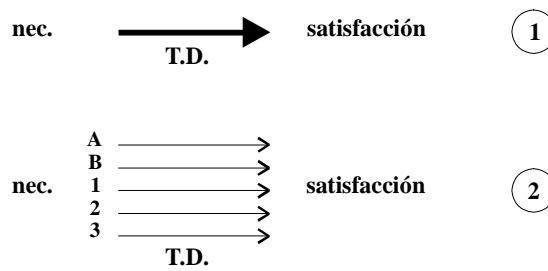 nec. satisfacción 1
T.D.
A
B
nec. 1 satisfacción 2
2
3
T.D.